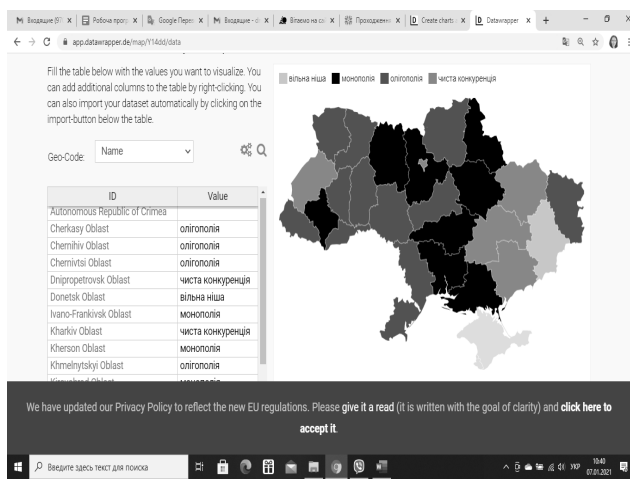 Входящие (97
Робоча прогр
Google Перев
Входящие - cl
Вітаємо на са
Проходженн
Create charts a
Datawrapper
app.datawrapper.de/map/Y14dd/data
Fill the table below with the values you want to visualize. You
can add additional columns to the table by right-clicking. You
can also import your dataset automatically by clicking on the
import-button below the table.
Geo-Code: Name
ID Value
Autonomous Republic of Crimea
Cherkasy Oblast олігополія
Chernihiv Oblast олігополія
Chernivtsi Oblast олігополія
Dnipropetrovsk Oblast чиста конкуренція
Donetsk Oblast вільна ніша
Ivano-Frankivsk Oblast монополія
Kharkiv Oblast чиста конкуренція
Kherson Oblast монополія
Khmelnytskyi Oblast олігополія
вільна ніша монополія олігополія чиста конкуренція
We have updated our Privacy Policy to reflect the new EU regulations. Please give it a read (it is written with the goal of clarity) and click here to
accept it.
Введите здесь текст для поиска
УКР
10:40
07.01.2021